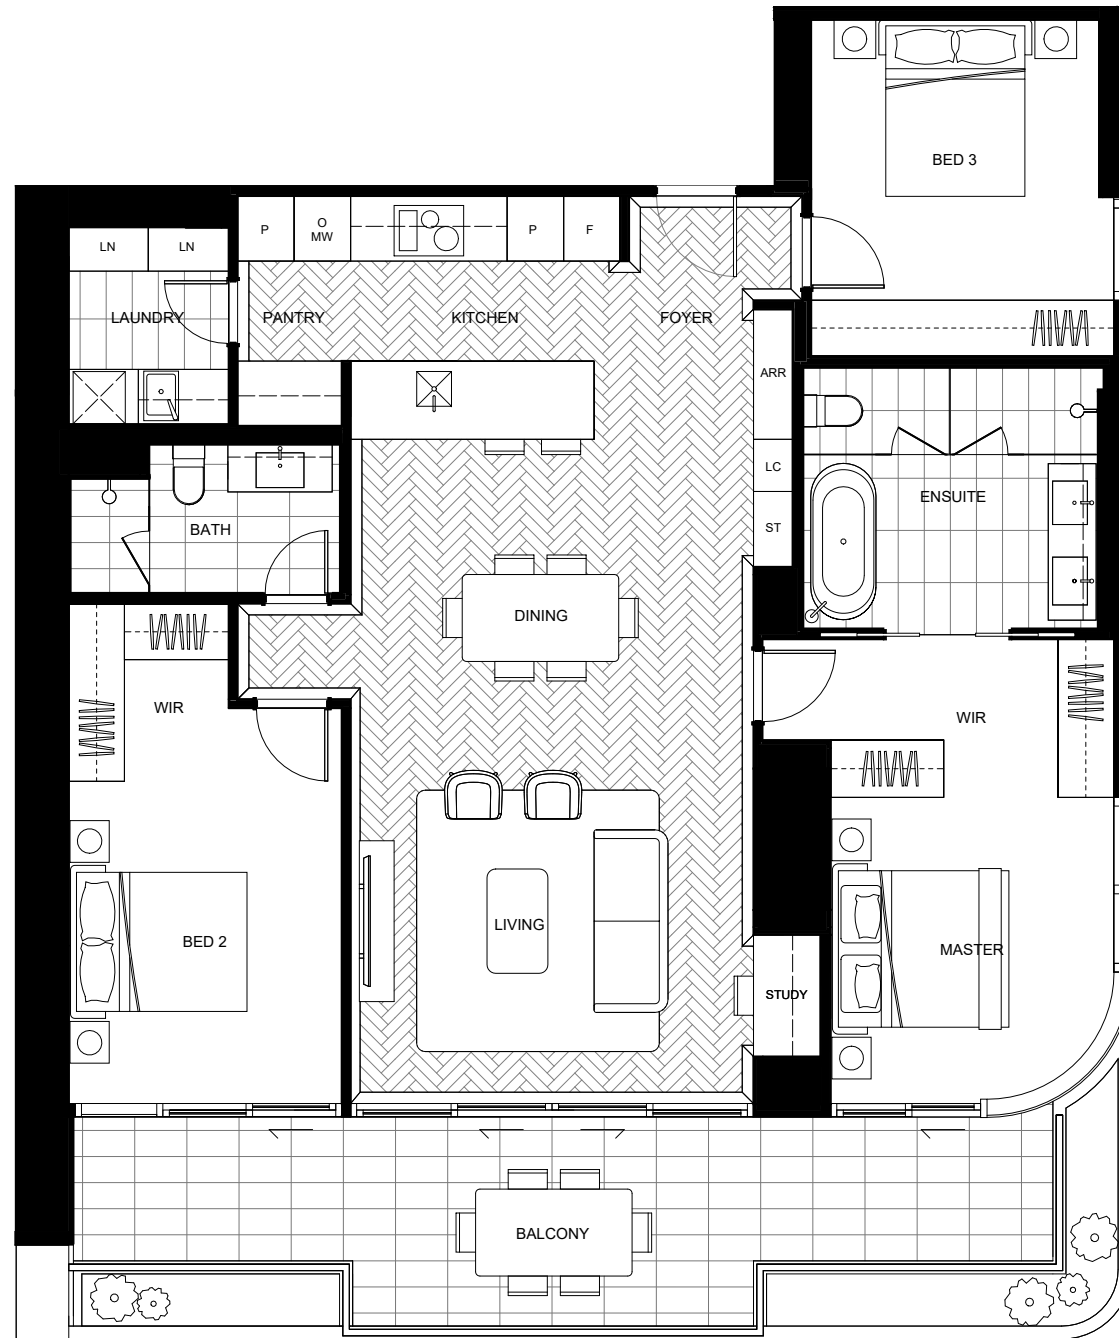 BED 3
P
O
MW
P
F
LN
LN
LAUNDRY
PANTRY
KITCHEN
FOYER
ARR
LC
ST
ENSUITE
BATH
DINING
WIR
WIR
LIVING
BED 2
MASTER
STUDY
BALCONY